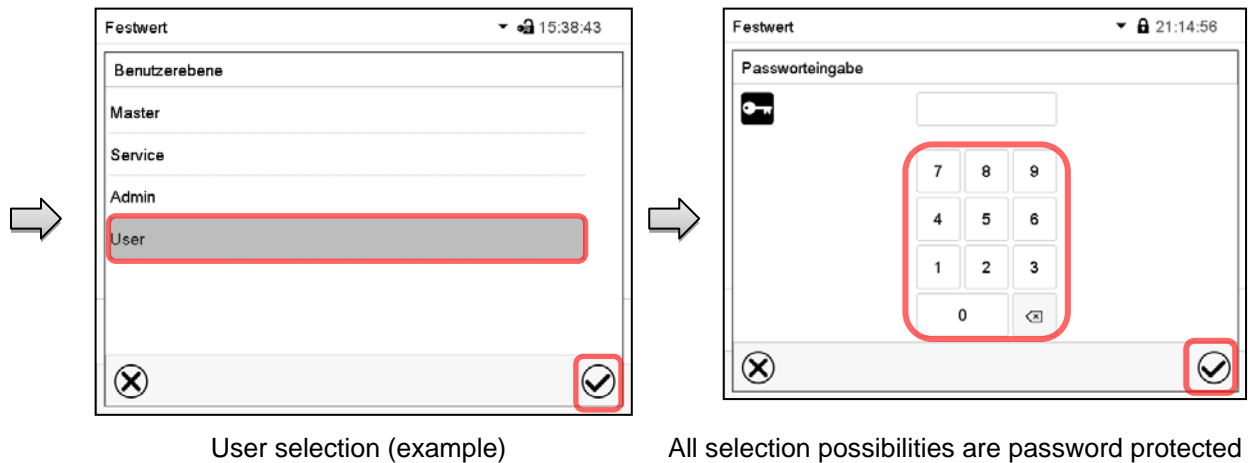 Festwert 15:38:43
Benutzerebene
Master
Service
Admin
User
User selection (example)
Festwert 21:14:56
Passworteingabe
7 8 9
4 5 6
1 2 3
0
All selection possibilities are password protected